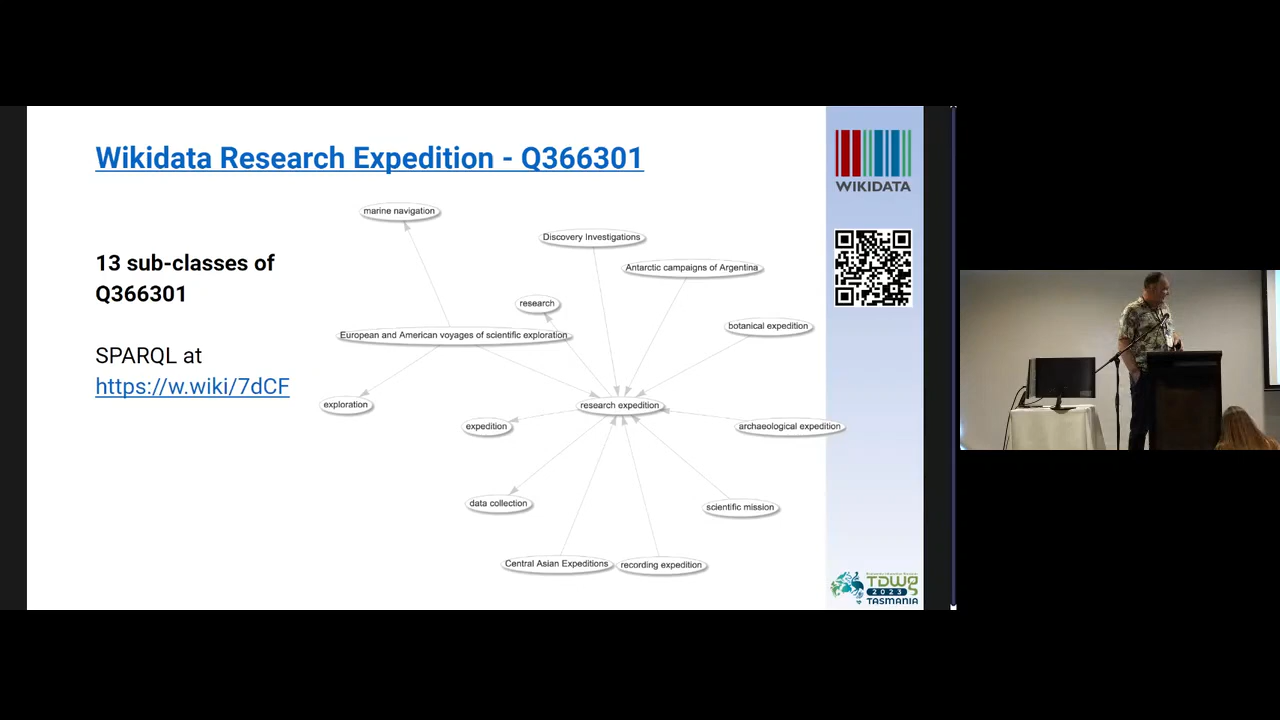 Wikidata Research Expedition - Q366301
WIKIDATA
13 sub-classes of
Q366301
SPARQL at
https://w.wiki/7dCF
marine navigation
Discovery Investigations
Antarctic campaigns of Argentina
research
botanical expedition
European and American voyages of scientific exploration
exploration
research expedition
expedition
archaeological expedition
data collection
scientific mission
Central Asian Expeditions
recording expedition
TDWG
2023
TASMANIA